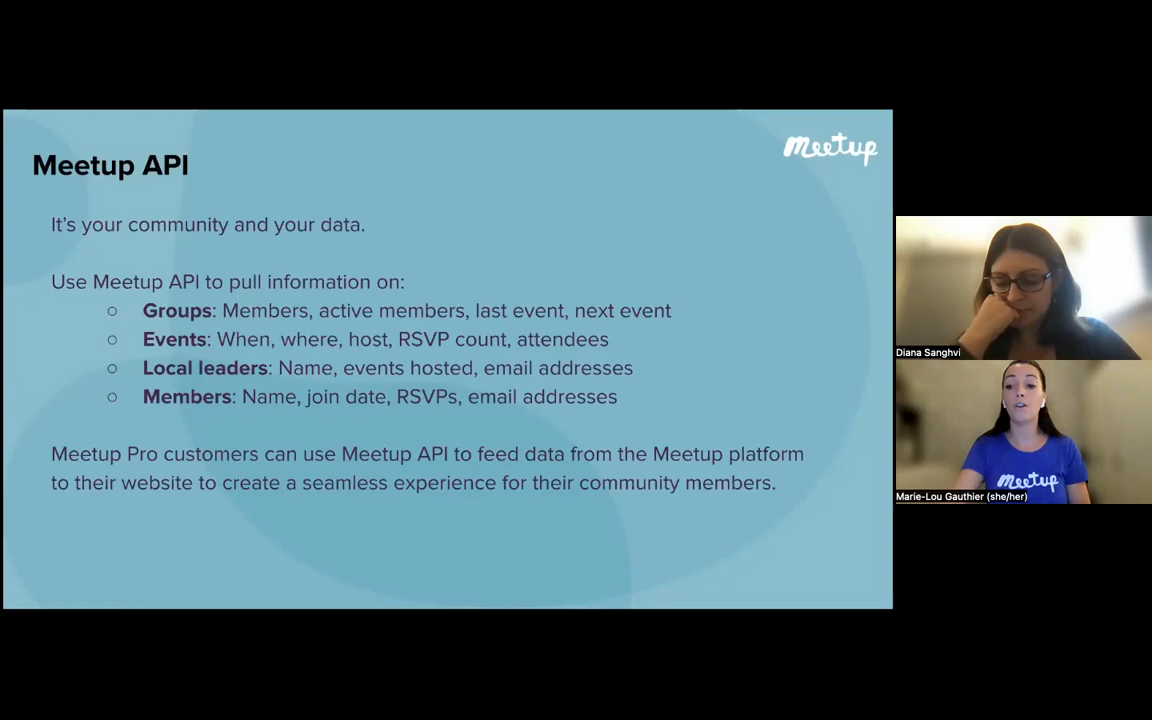 meetup
Meetup API
It's your community and your data.
Use Meetup API to pull information on:
○ Groups: Members, active members, last event, next event
○ Events: When, where, host, RSVP count, attendees
○ Local leaders: Name, events hosted, email addresses
○ Members: Name, join date, RSVPs, email addresses
Meetup Pro customers can use Meetup API to feed data from the Meetup platform
to their website to create a seamless experience for their community members.
Diana Sanghvi
meetup
Marie-Lou Gauthier (she/her)